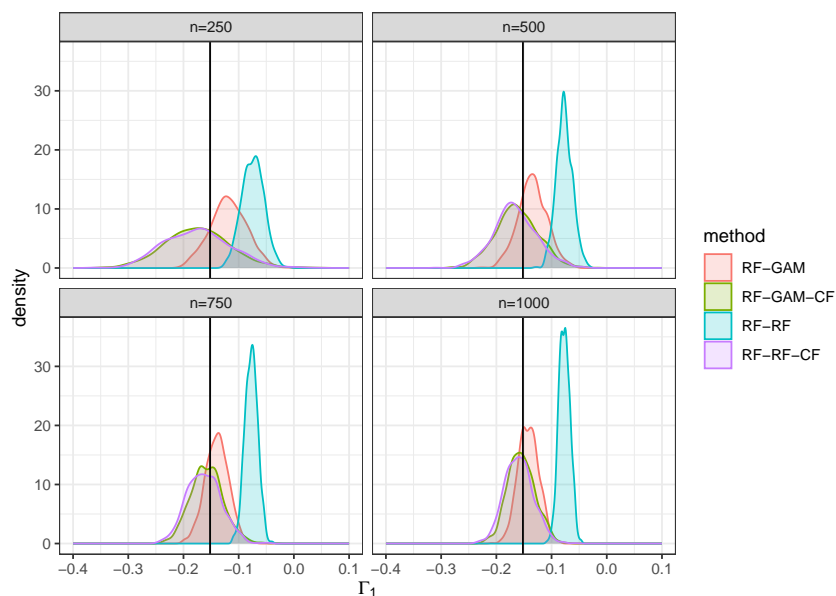 n=250 n=500
30
20
10
0
n=750 n=1000
30
20
10
0
density
−0.4 −0.3 −0.2 −0.1 0.0 0.1 −0.4 −0.3 −0.2 −0.1 0.0 0.1
Γ1
method
RF−GAM
RF−GAM−CF
RF−RF
RF−RF−CF